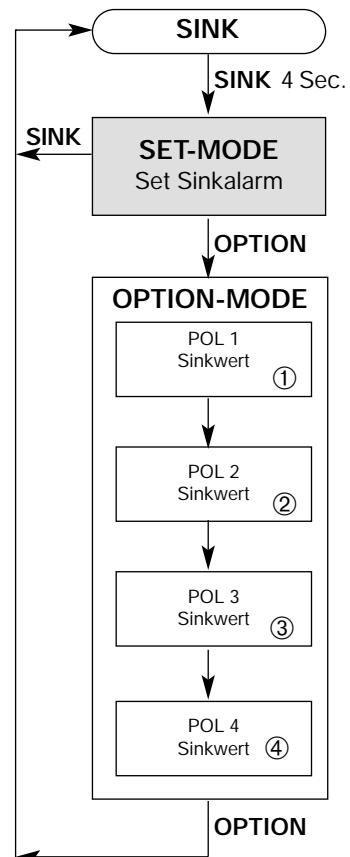 SINK
SINK 4 Sec.
SINK
SET-MODE
Set Sinkalarm
OPTION
OPTION-MODE
POL 1
Sinkwert
①
POL 2
Sinkwert
②
POL 3
Sinkwert
③
POL 4
Sinkwert ④
OPTION